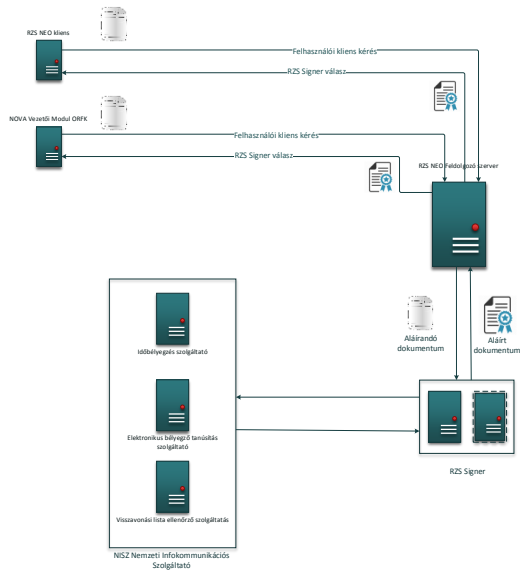 RZS NEO kliens
Felhasználói kliens kérés
RZS Signer válasz
NOVA Vezetői Modul ORFK
Felhasználói kliens kérés
RZS Signer válasz
RZS NEO Feldolgozó szerver
Aláírandó
dokumentum
Aláírt
dokumentum
Időbélyegzés szolgáltató
Elektronikus bélyegző tanúsítás
szolgáltató
Visszavonási lista ellenőrző szolgáltatás
RZS Signer
NISZ Nemzeti Infokommunikációs
Szolgáltató